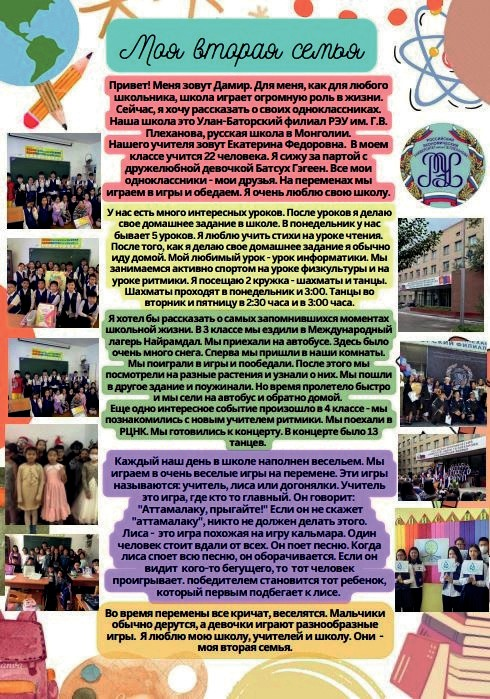 Моя вторая семья
Привет! Меня зовут Дамир. Для меня, как для любого
школьника, школа играет огромную роль в жизни.
Сейчас, я хочу рассказать о своих одноклассниках.
Наша школа это Улан-Баторский филиал РЭУ им. Г.В.
Плеханова, русская школа в Монголии.
Нашего учителя зовут Екатерина Федоровна. В моем
классе учится 22 человека. Я сижу за партой с
дружелюбной девочкой Батсух Гэгеен. Все мои
одноклассники - мои друзья. На переменах мы
играем в игры и обедаем. Я очень люблю свою школу.
У нас есть много интересных уроков. После уроков я делаю
свое домашнее задание в школе. В понедельник у нас
бывает 5 уроков. Я люблю учить стихи на уроке чтения.
После того, как я делаю свое домашнее задание я обычно
иду домой. Мой любимый урок - урок информатики. Мы
занимаемся активно спортом на уроке физкультуры и на
уроке ритмики. Я посещаю 2 кружка - шахматы и танцы.
Шахматы проходят в понедельник и 3:00. Танцы во
вторник и пятницу в 2:30 часа и в 3:00 часа.
Я хотел бы рассказать о самых запомнившихся моментах
школьной жизни. В 3 классе мы ездили в Международный
лагерь Найрамдал. Мы приехали на автобусе. Здесь было
очень много снега. Сперва мы пришли в наши комнаты.
Мы поиграли в игры и пообедали. После этого мы
посмотрели на разные растения и узнали о них. Мы пошли
в другое здание и поужинали. Но время пролетело быстро
и мы сели на автобус и обратно домой.
Еще одно интересное событие произошло в 4 классе - мы
познакомились с новым учителем ритмики. Мы поехали в
РЦНК. Мы готовились к концерту. В концерте было 13
танцев.
Каждый наш день в школе наполнен весельем. Мы
играем в очень веселые игры на перемене. Эти игры
называются: учитель, лиса или догонялки. Учитель
это игра, где кто то главный. Он говорит:
"Аттамалаку, прыгайте!" Если он не скажет
"аттамалаку", никто не должен делать этого.
Лиса - это игра похожая на игру кальмара. Один
человек стоит вдали от всех. Он поет песню. Когда
лиса споет всю песню, он оборачивается. Если он
видит кого-то бегущего, то тот человек
проигрывает. победителем становится тот ребенок,
который первым подбегает к лисе.
Во время перемены все кричат, веселятся. Мальчики
обычно дерутся, а девочки играют разнообразные
игры. Я люблю мою школу, учителей и школу. Они -
моя вторая семья.